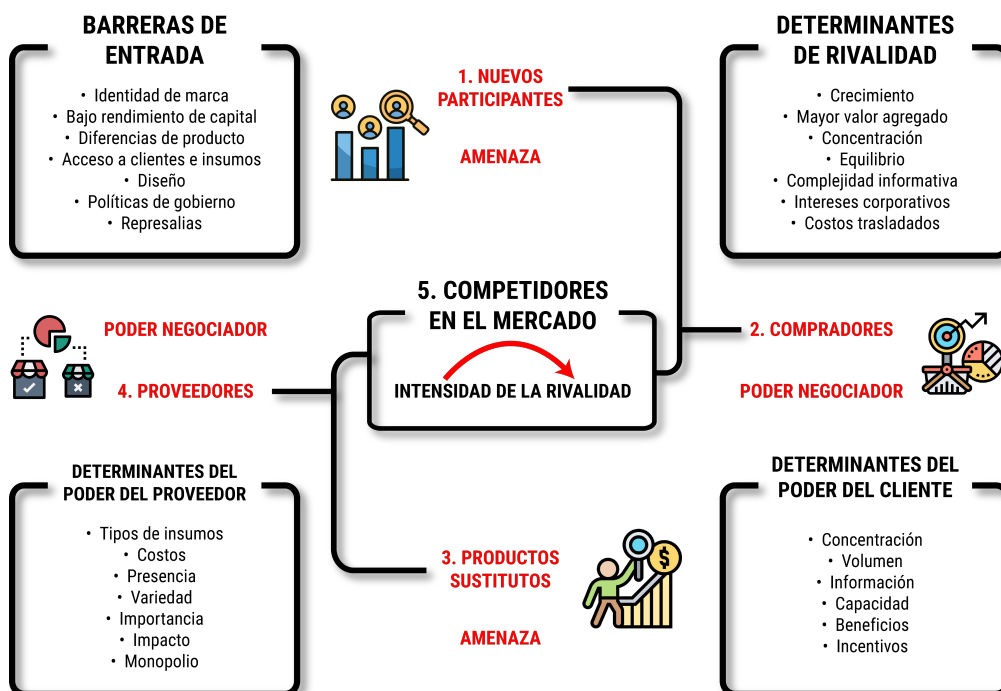 BARRERAS DE
ENTRADA
• Identidad de marca
• Bajo rendimiento de capital
• Diferencias de producto
• Acceso a clientes e insumos
• Diseño
• Políticas de gobierno
• Represalias
1. NUEVOS
PARTICIPANTES
AMENAZA
DETERMINANTES
DE RIVALIDAD
• Crecimiento
• Mayor valor agregado
• Concentración
• Equilibrio
• Complejidad informativa
• Intereses corporativos
• Costos trasladados
PODER NEGOCIADOR
4. PROVEEDORES
5. COMPETIDORES
EN EL MERCADO
INTENSIDAD DE LA RIVALIDAD
2. COMPRADORES
PODER NEGOCIADOR
DETERMINANTES DEL
PODER DEL PROVEEDOR
• Tipos de insumos
• Costos
• Presencia
• Variedad
• Importancia
• Impacto
• Monopolio
3. PRODUCTOS
SUSTITUTOS
AMENAZA
$
DETERMINANTES DEL
PODER DEL CLIENTE
• Concentración
• Volumen
• Información
• Capacidad
• Beneficios
• Incentivos